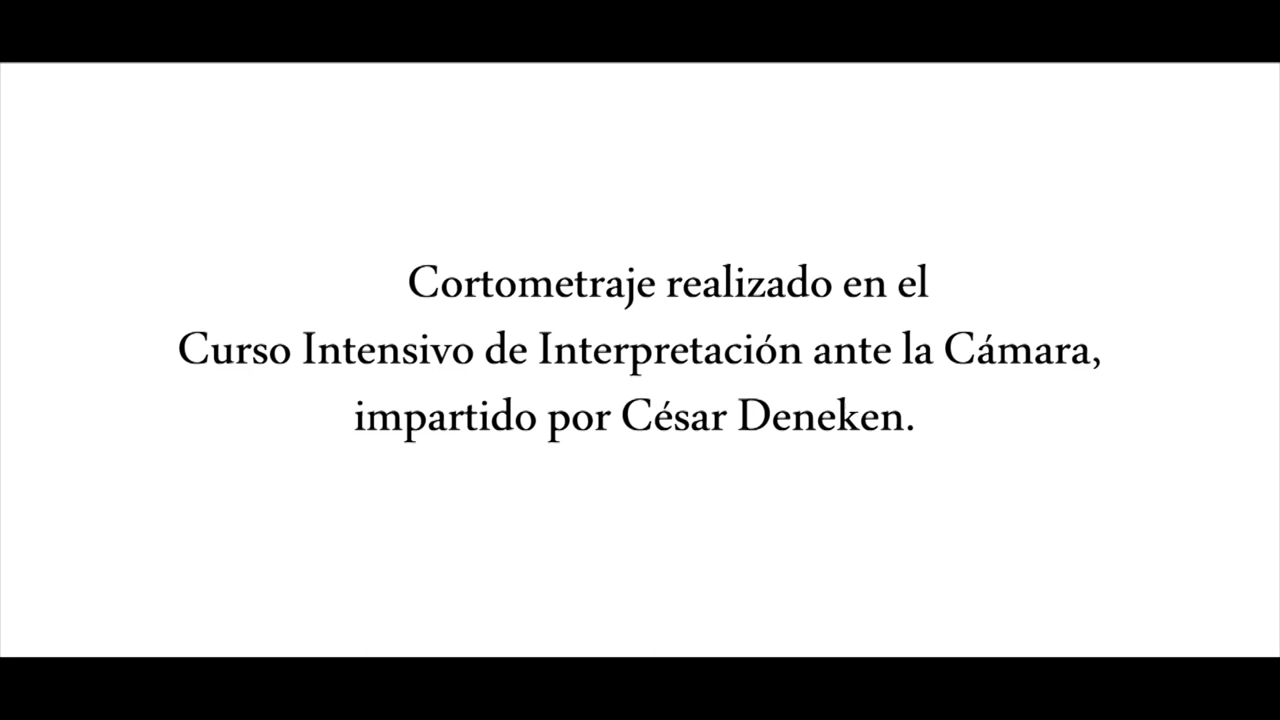 Cortometraje realizado en el
Curso Intensivo de Interpretación ante la Cámara,
impartido por César Deneken.